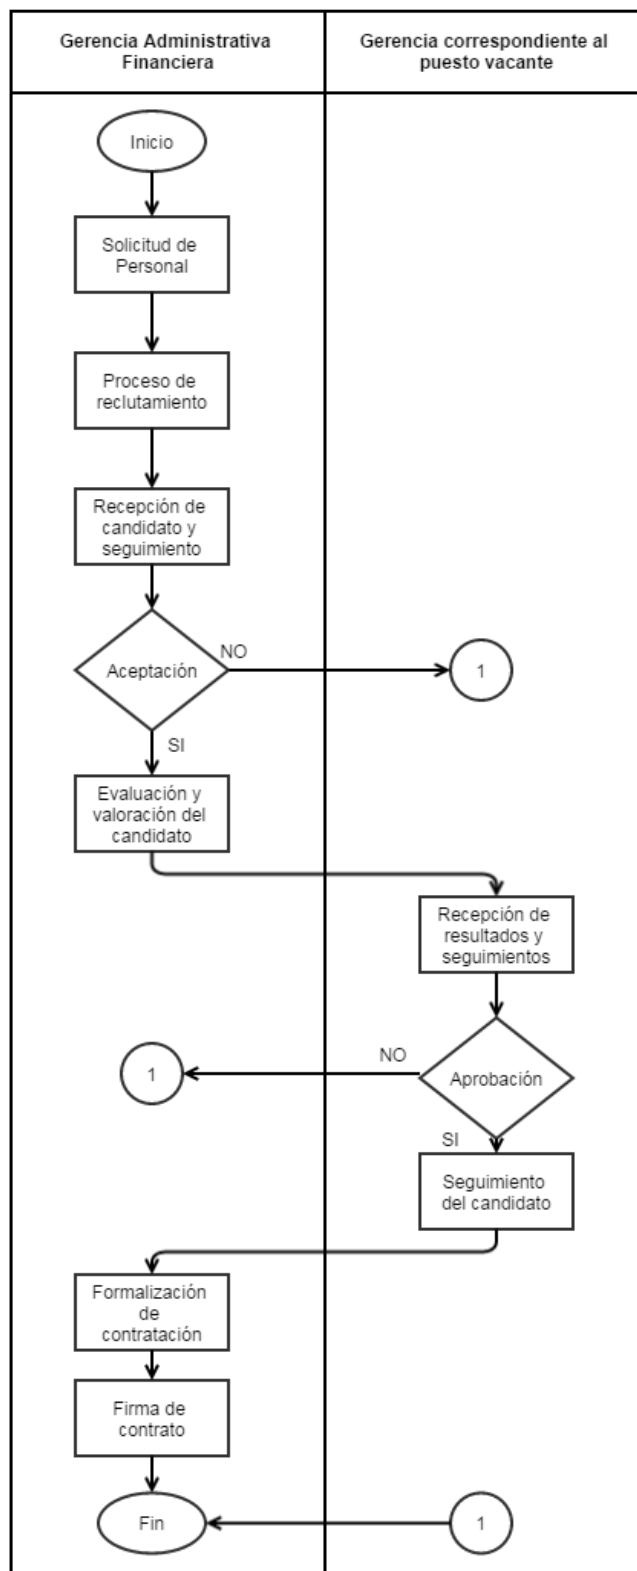 Gerencia Administrativa
Financiera
Gerencia correspondiente al
puesto vacante
Inicio
Solicitud de
Personal
Proceso de
reclutamiento
Recepción de
candidato y
seguimiento
Aceptación
NO
1
SI
Evaluación y
valoración del
candidato
Recepción de
resultados y
seguimientos
Aprobación
NO
1
SI
Seguimiento
del candidato
Formalización
de
contratación
Firma de
contrato
Fin
1